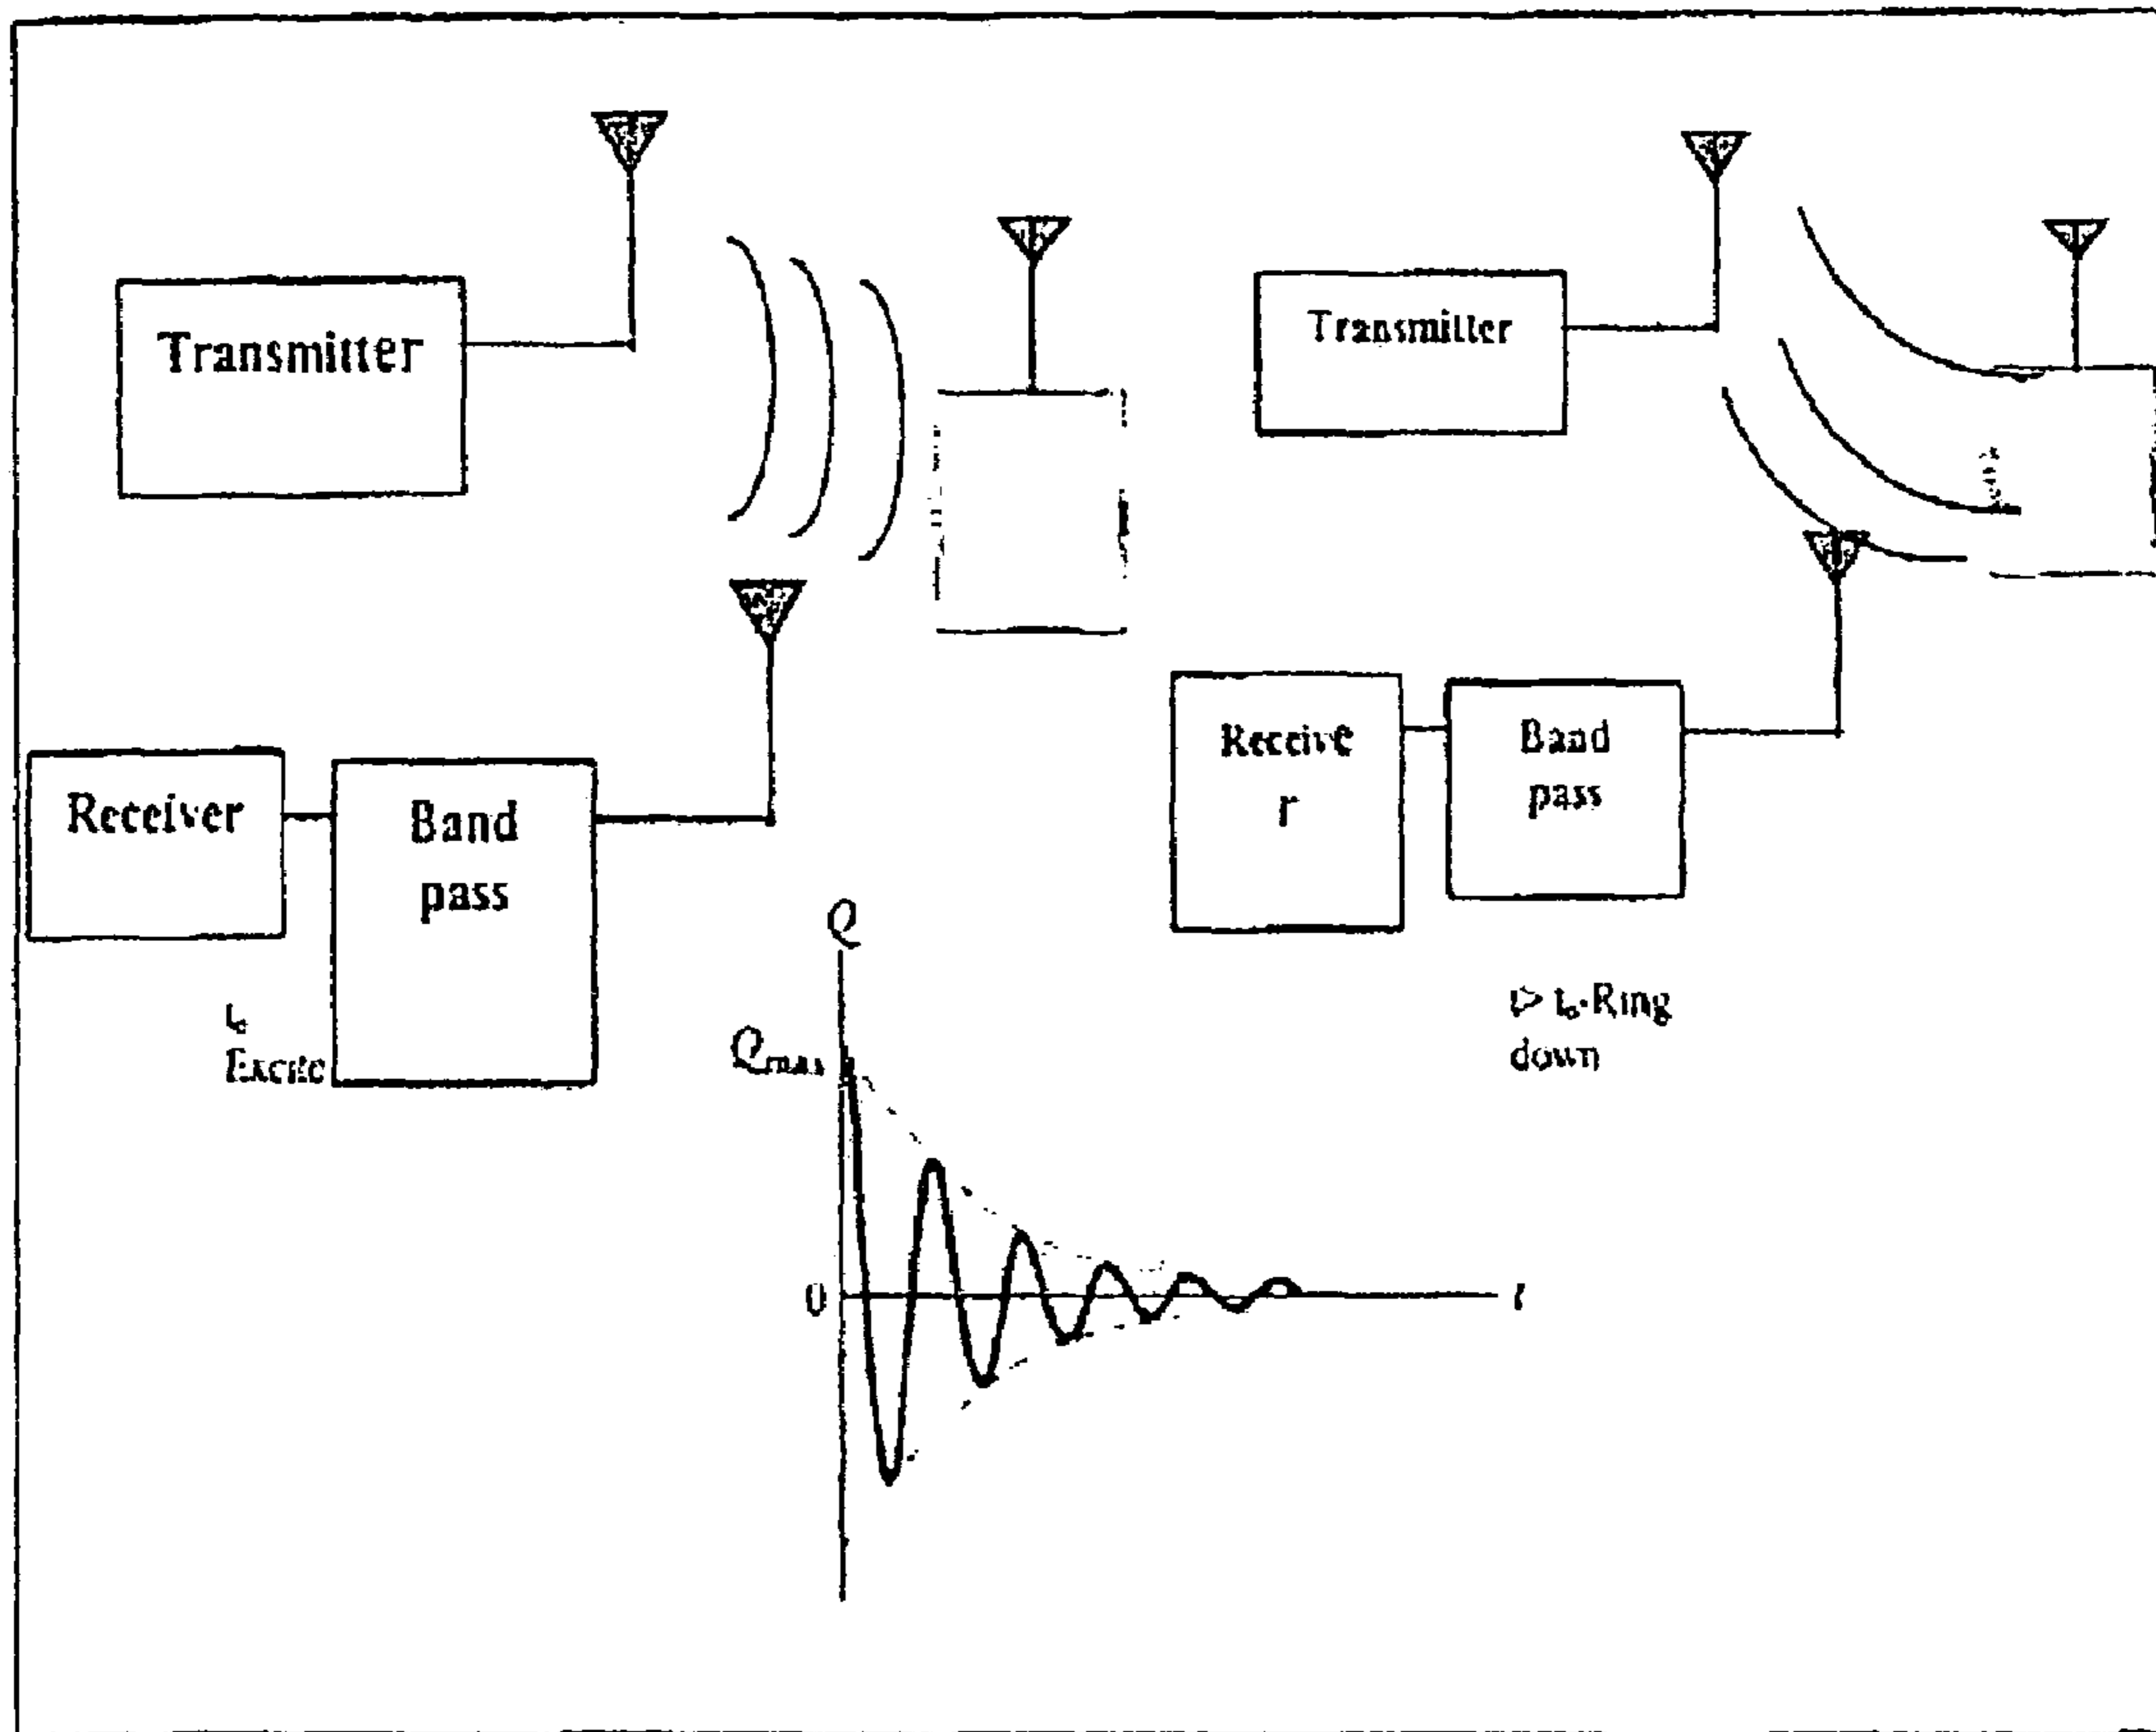 Transmitter
Transmitter
Receiver
Band
pass
Receive
r
Band
pass
t₀
Excite
t> t₀-Ring
down
Q
Qmax
0
t